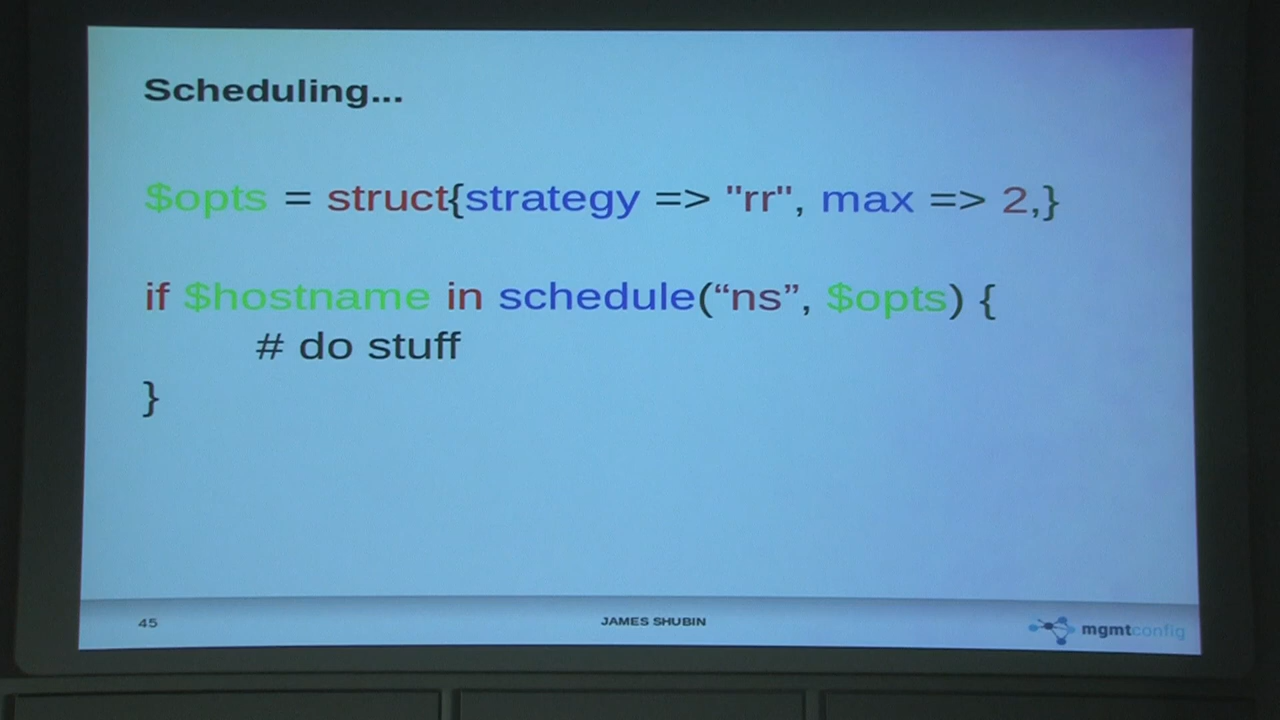 Scheduling...
$opts = struct{strategy => "rr", max => 2,}
if $hostname in schedule(“ns”, $opts) {
# do stuff
}
45
JAMES SHUBIN
mgmtconfig